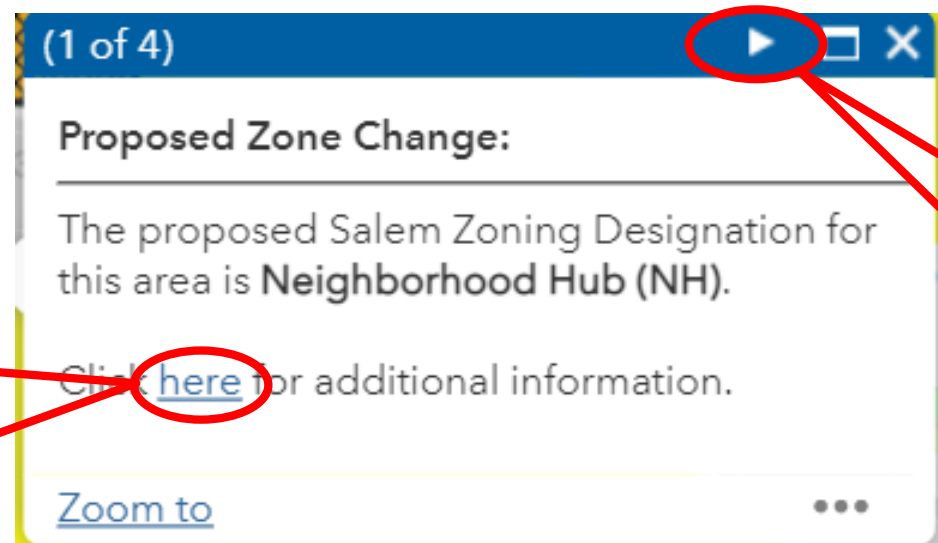 (1 of 4)
Proposed Zone Change:
The proposed Salem Zoning Designation for
this area is Neighborhood Hub (NH).
Click here for additional information.
Zoom to